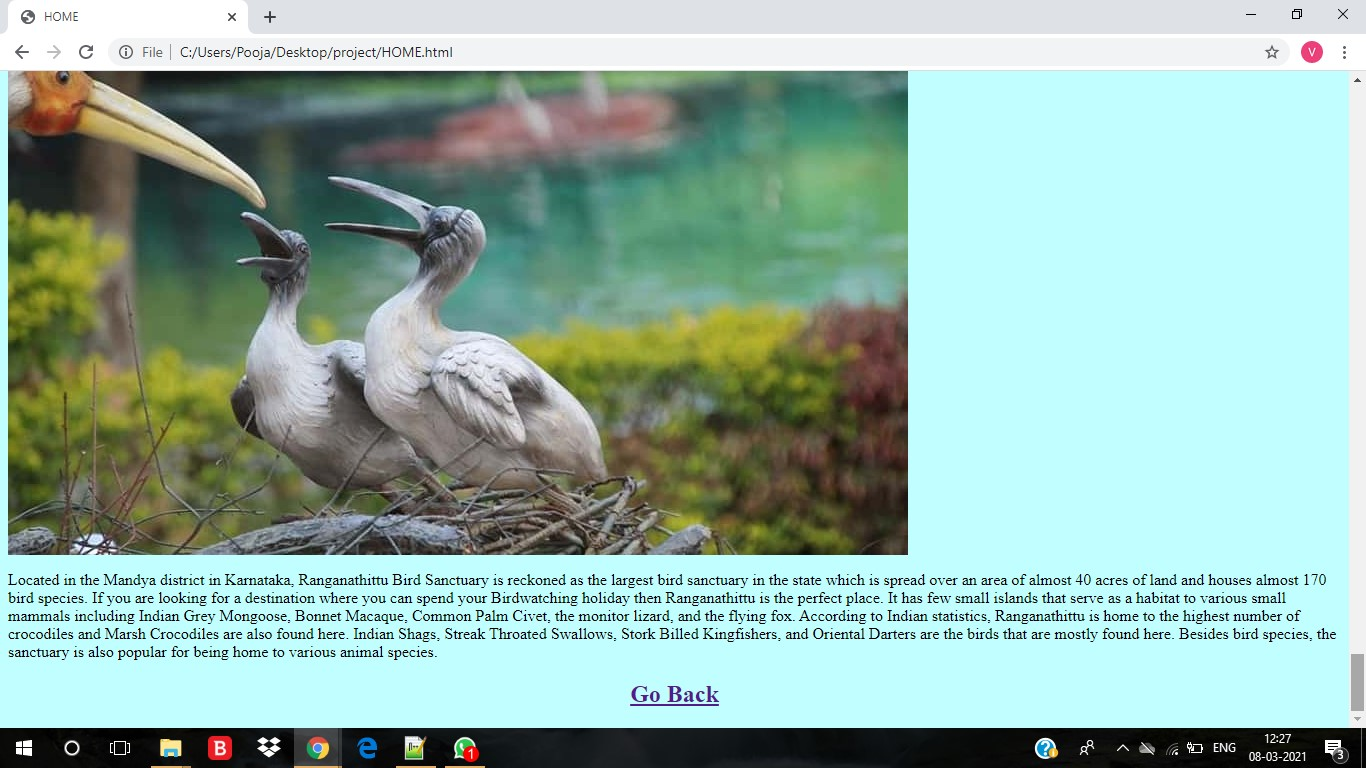 HOME
File
C:/Users/Pooja/Desktop/project/HOME.html
V
Located in the Mandya district in Karnataka, Ranganathittu Bird Sanctuary is reckoned as the largest bird sanctuary in the state which is spread over an area of almost 40 acres of land and houses almost 170
bird species. If you are looking for a destination where you can spend your Birdwatching holiday then Ranganathittu is the perfect place. It has few small islands that serve as a habitat to various small
mammals including Indian Grey Mongoose, Bonnet Macaque, Common Palm Civet, the monitor lizard, and the flying fox. According to Indian statistics, Ranganathittu is home to the highest number of
crocodiles and Marsh Crocodiles are also found here. Indian Shags, Streak Throated Swallows, Stork Billed Kingfishers, and Oriental Darters are the birds that are mostly found here. Besides bird species, the
sanctuary is also popular for being home to various animal species.
Go Back
B
1
ENG
12:27
08-03-2021
3